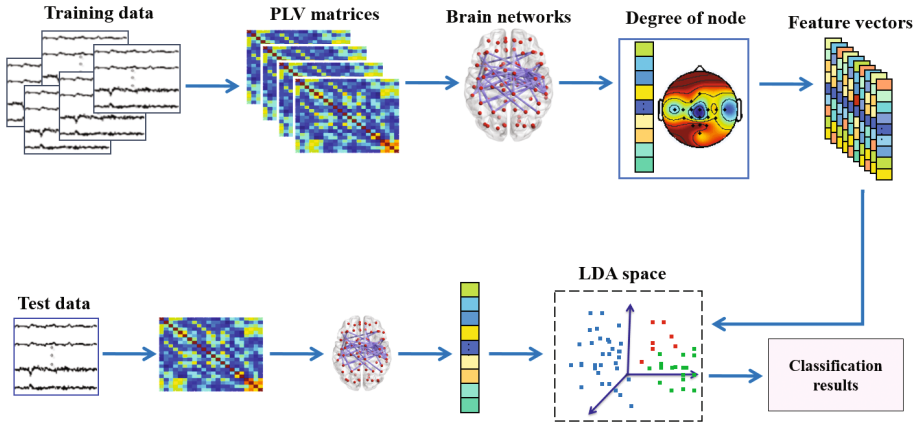 Training data
PLV matrices
Brain networks
Degree of node
Feature vectors
Test data
LDA space
Classification
results